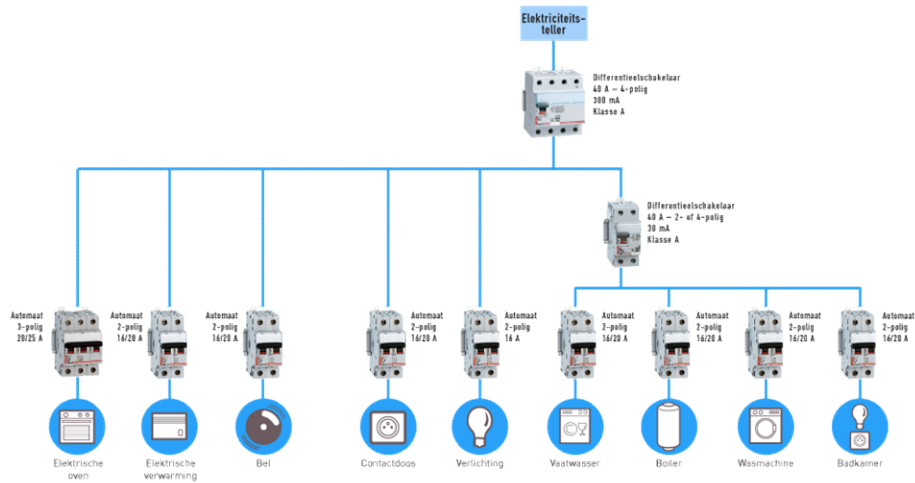 Elektriciteits-
teller
Differentieelschakelaar
40 A – 4-polig
300 mA
Klasse A
Differentieelschakelaar
40 A – 2- of 4-polig
30 mA
Klasse A
Automaat
3-polig
20/25 A
Automaat
2-polig
16/20 A
Automaat
2-polig
16/20 A
Automaat
2-polig
16/20 A
Automaat
2-polig
16 A
Automaat
2-polig
16/20 A
Automaat
2-polig
16/20 A
Automaat
2-polig
16/20 A
Automaat
2-polig
16/20 A
Elektrische
oven
Elektrische
verwarming
Bel
Contactdoos
Verlichting
Vaatwasser
Boiler
Wasmachine
Badkamer